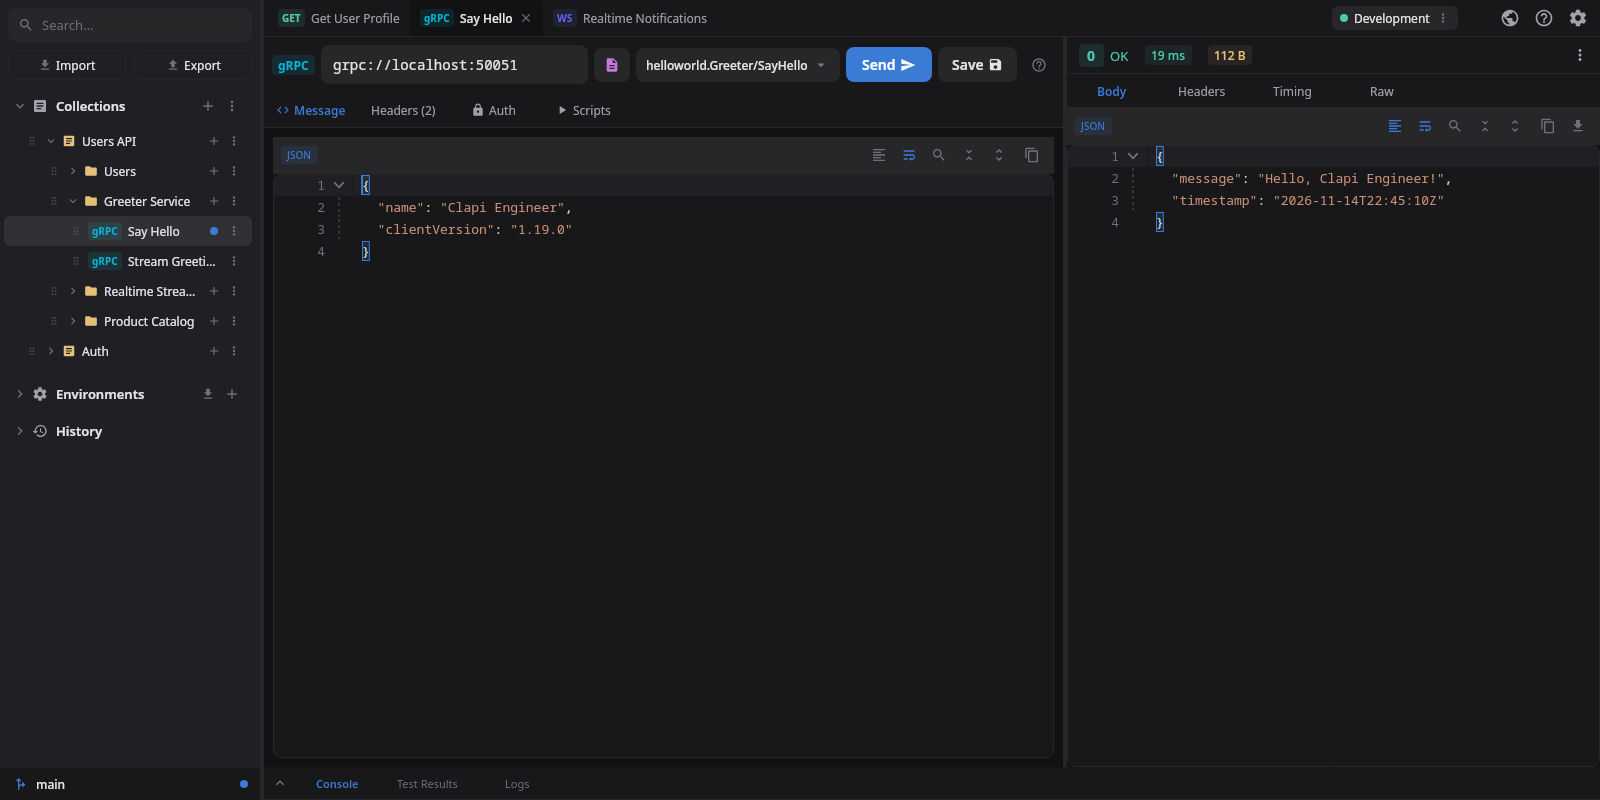 Search...
Import
Export
Collections
Users API
Users
Greeter Service
gRPC Say Hello
gRPC Stream Greeti...
Realtime Strea...
Product Catalog
Auth
Environments
History
main
GET Get User Profile
gRPC Say Hello
WS Realtime Notifications
Development
gRPC
grpc://localhost:50051
helloworld.Greeter/SayHello
Send
Save
Message
Headers (2)
Auth
Scripts
JSON
1 {
2 "name": "Clapi Engineer",
3 "clientVersion": "1.19.0"
4 }
0 OK
19 ms
112 B
Body
Headers
Timing
Raw
JSON
1 {
2 "message": "Hello, Clapi Engineer!",
3 "timestamp": "2026-11-14T22:45:10Z"
4 }
Console
Test Results
Logs